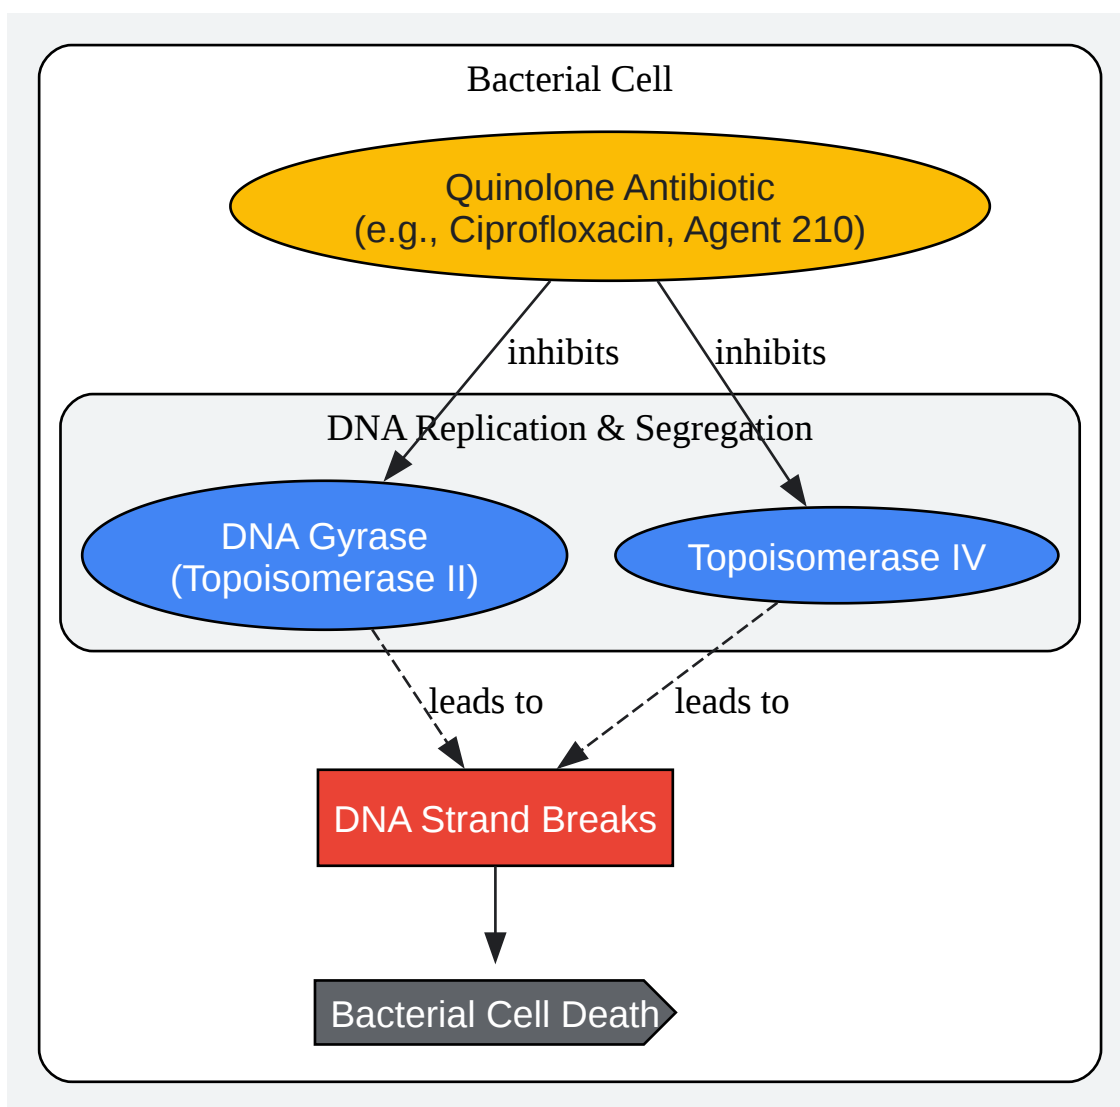 Bacterial Cell
Quinolone Antibiotic
(e.g., Ciprofloxacin, Agent 210)
inhibits
inhibits
DNA Replication & Segregation
DNA Gyrase
(Topoisomerase II)
Topoisomerase IV
leads to
leads to
DNA Strand Breaks
Bacterial Cell Death